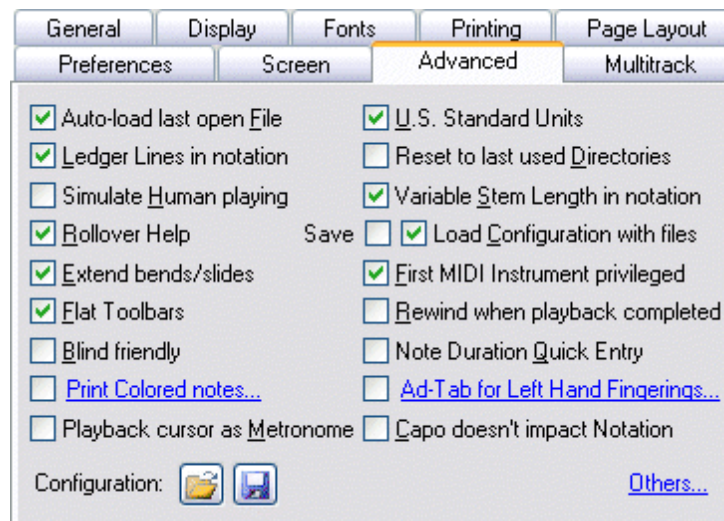 General Display Fonts Printing Page Layout
Preferences Screen Advanced Multitrack
Auto-load last open File
U.S. Standard Units
Ledger Lines in notation
Reset to last used Directories
Simulate Human playing
Variable Stem Length in notation
Rollover Help
Save Load Configuration with files
Extend bends/slides
First MIDI Instrument privileged
Flat Toolbars
Rewind when playback completed
Blind friendly
Note Duration Quick Entry
Print Colored notes...
Ad-Tab for Left Hand Fingerings...
Playback cursor as Metronome
Capo doesn't impact Notation
Configuration:
Others...